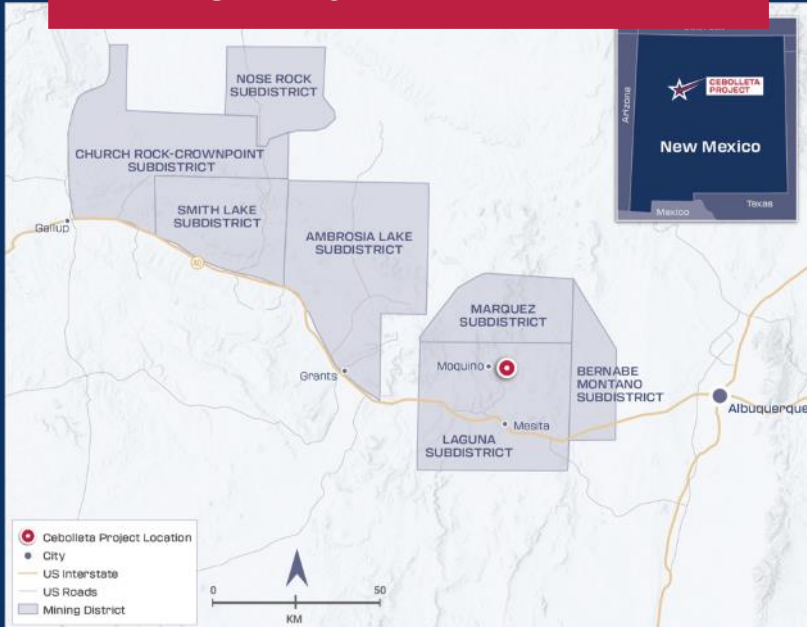 NOSE ROCK
SUBDISTRICT
CHURCH ROCK-CROWNPOINT
SUBDISTRICT
SMITH LAKE
SUBDISTRICT
AMBROSIA LAKE
SUBDISTRICT
Gallup
40
Grants
MARQUEZ
SUBDISTRICT
Moquino
BERNABE
MONTANO
SUBDISTRICT
Mesita
LAGUNA
SUBDISTRICT
Albuquerque
CEBOLLETA
PROJECT
Arizona
New Mexico
Texas
Mexico
Cebolleta Project Location
City
US Interstate
US Roads
Mining District
0 50
KM